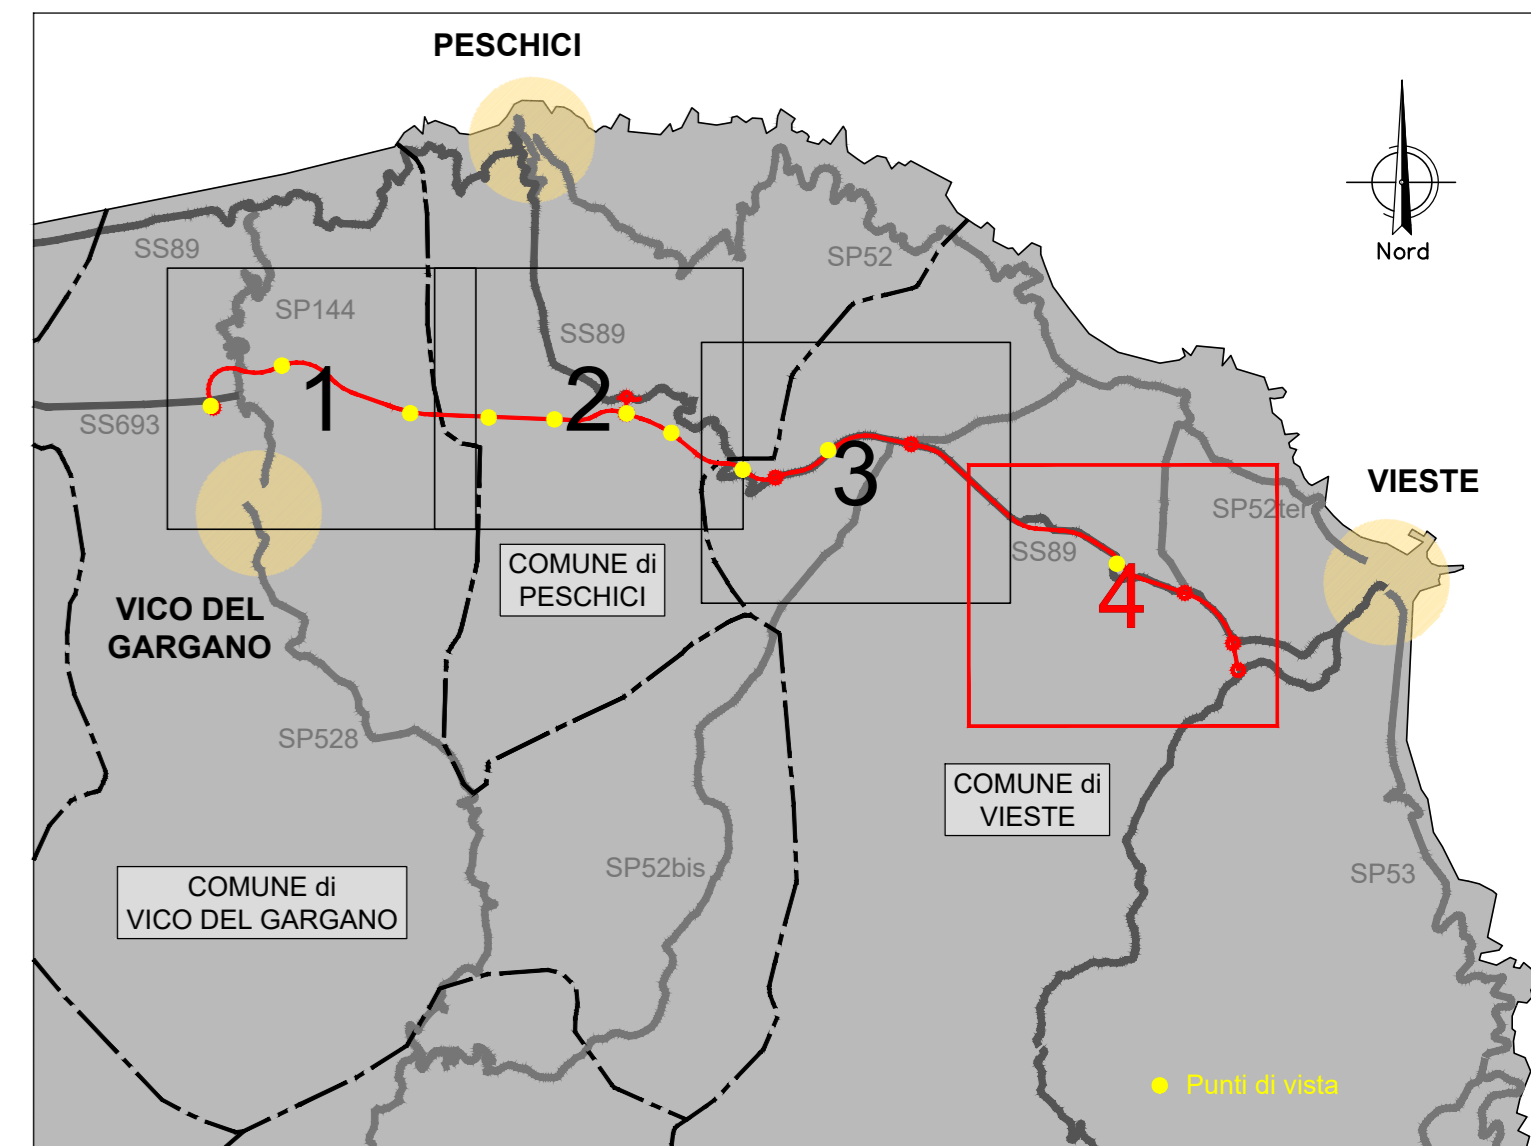 PESCHICI
Nord
SS89
SP52
SP144
SS89
1
2
SS693
3
VIESTE
SP52ter
SS89
COMUNE di
PESCHICI
4
VICO DEL
GARGANO
SP528
COMUNE di
VIESTE
SP52bis
SP53
COMUNE di
VICO DEL GARGANO
Punti di vista